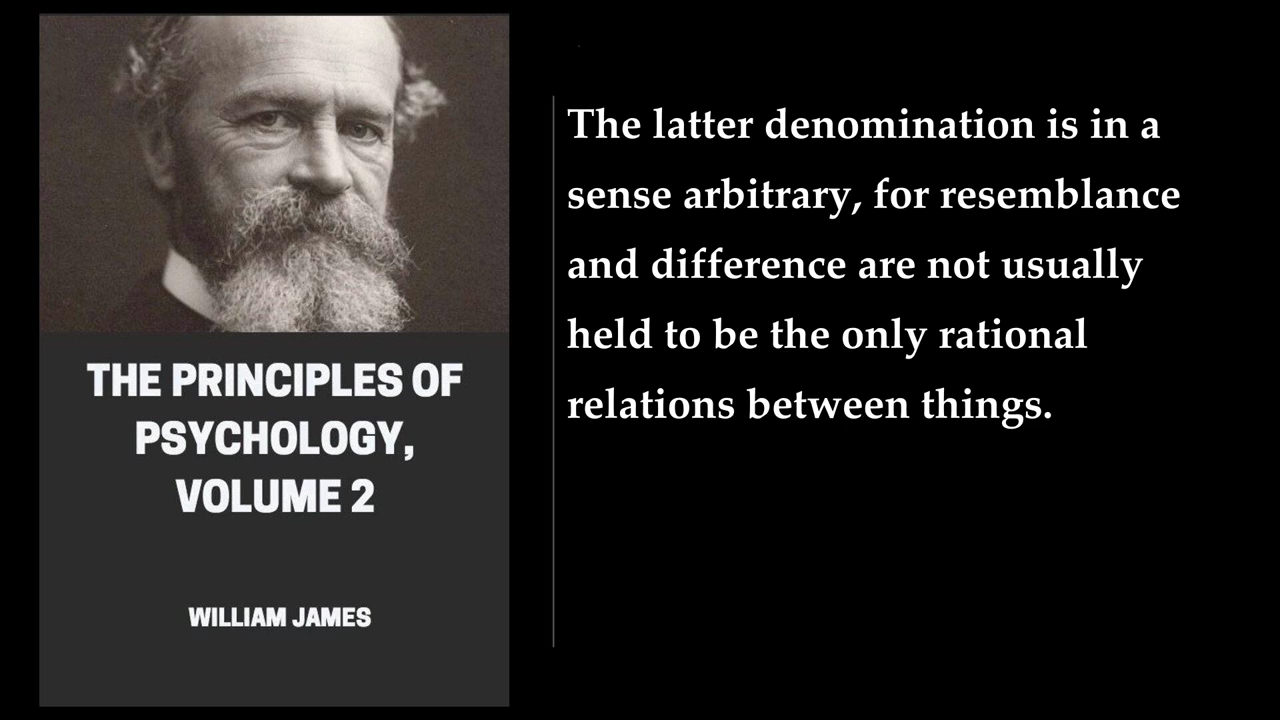 THE PRINCIPLES OF
PSYCHOLOGY,
VOLUME 2
WILLIAM JAMES
The latter denomination is in a
sense arbitrary, for resemblance
and difference are not usually
held to be the only rational
relations between things.